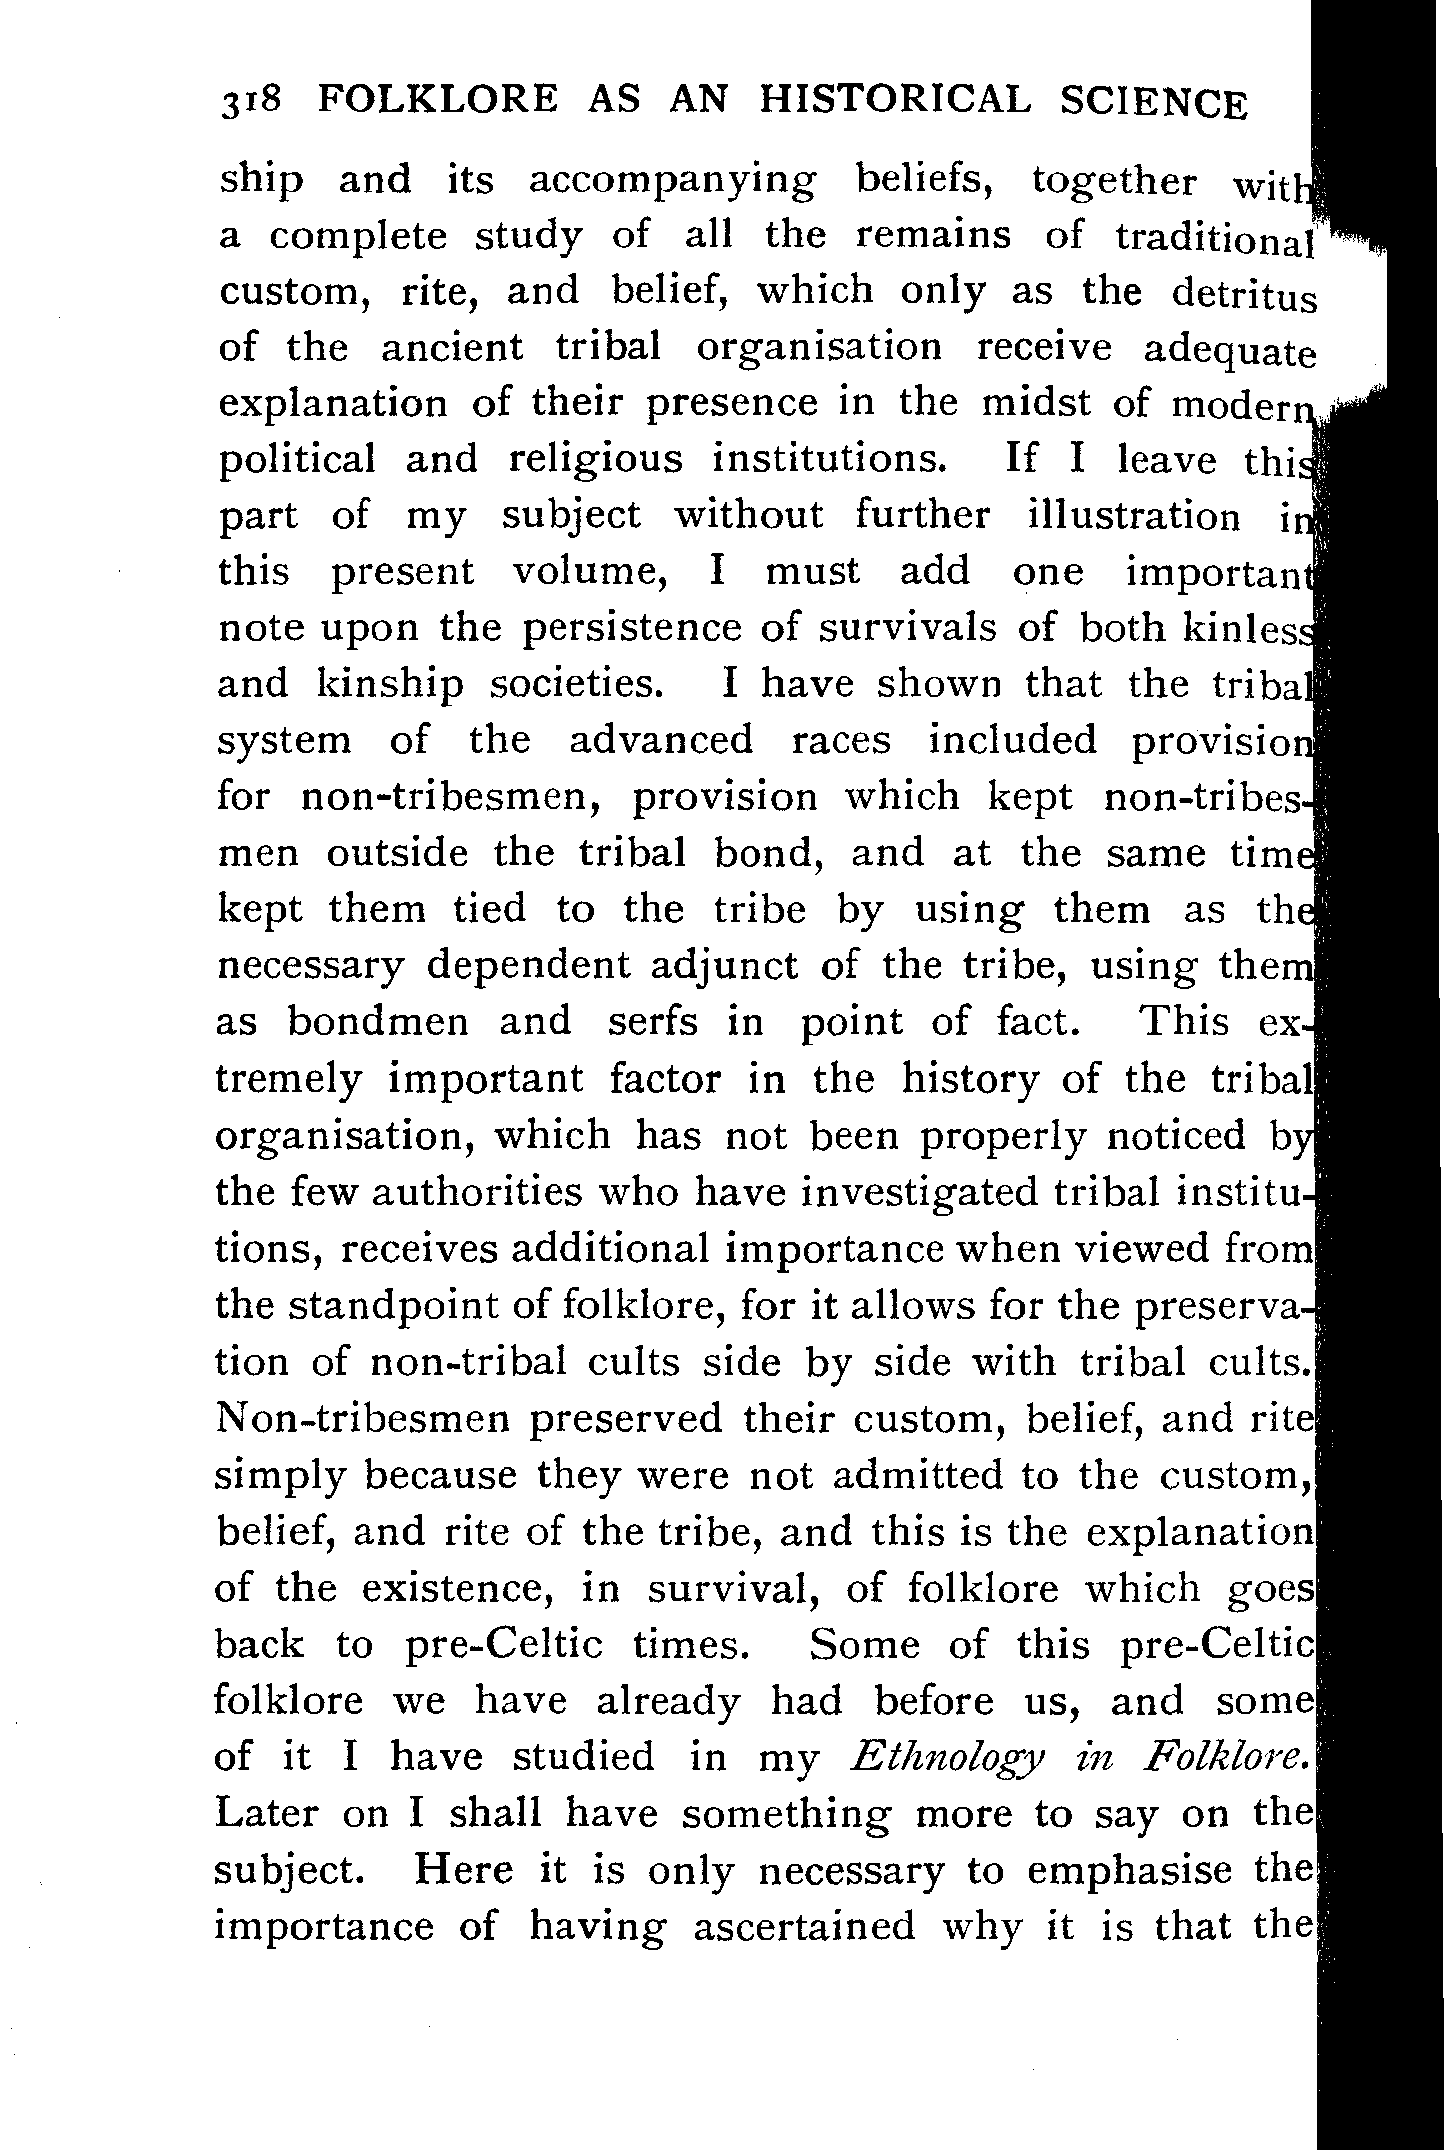 318 FOLKLORE AS AN HISTORICAL SCIENCE
ship and its accompanying beliefs, together with
a complete study of all the remains of traditional
custom, rite, and belief, which only as the detritus
of the ancient tribal organisation receive adequate
explanation of their presence in the midst of modern
political and religious institutions. If I leave this
part of my subject without further illustration in
this present volume, I must add one important
note upon the persistence of survivals of both kinless
and kinship societies. I have shown that the tribal
system of the advanced races included provision
for non-tribesmen, provision which kept non-tribes-
men outside the tribal bond, and at the same time
kept them tied to the tribe by using them as the
necessary dependent adjunct of the tribe, using them
as bondmen and serfs in point of fact. This ex-
tremely important factor in the history of the tribal
organisation, which has not been properly noticed by
the few authorities who have investigated tribal institu-
tions, receives additional importance when viewed from
the standpoint of folklore, for it allows for the preserva-
tion of non-tribal cults side by side with tribal cults.
Non-tribesmen preserved their custom, belief, and rite
simply because they were not admitted to the custom,
belief, and rite of the tribe, and this is the explanation
of the existence, in survival, of folklore which goes
back to pre-Celtic times. Some of this pre-Celtic
folklore we have already had before us, and some
of it I have studied in my Ethnology in Folklore.
Later on I shall have something more to say on the
subject. Here it is only necessary to emphasise the
importance of having ascertained why it is that the